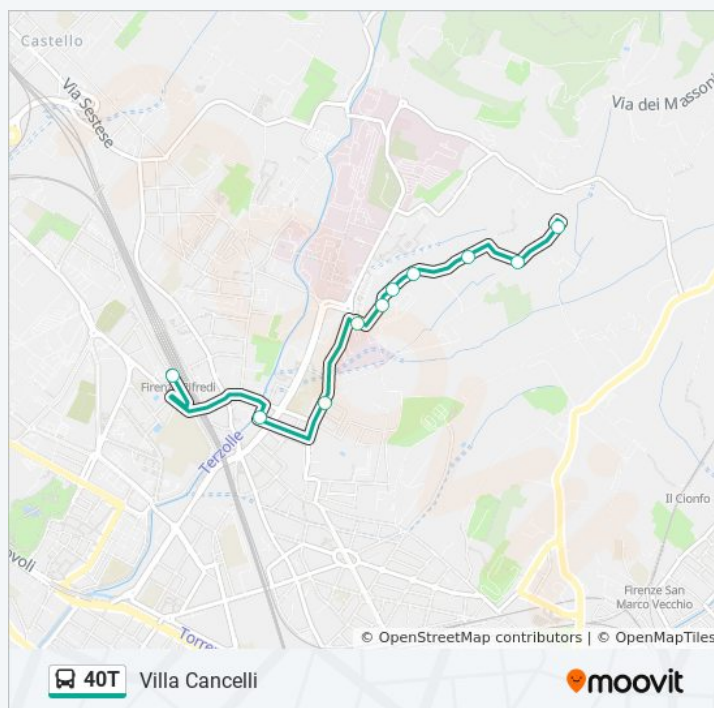 Castello
Via Sestese
Via dei Massoni
Firenze Rifredi
Terzolle
Il Cionfo
ovoli
Firenze San
Marco Vecchio
Torre
© OpenStreetMap contributors | © OpenMapTiles
40T Villa Cancelli
moovit